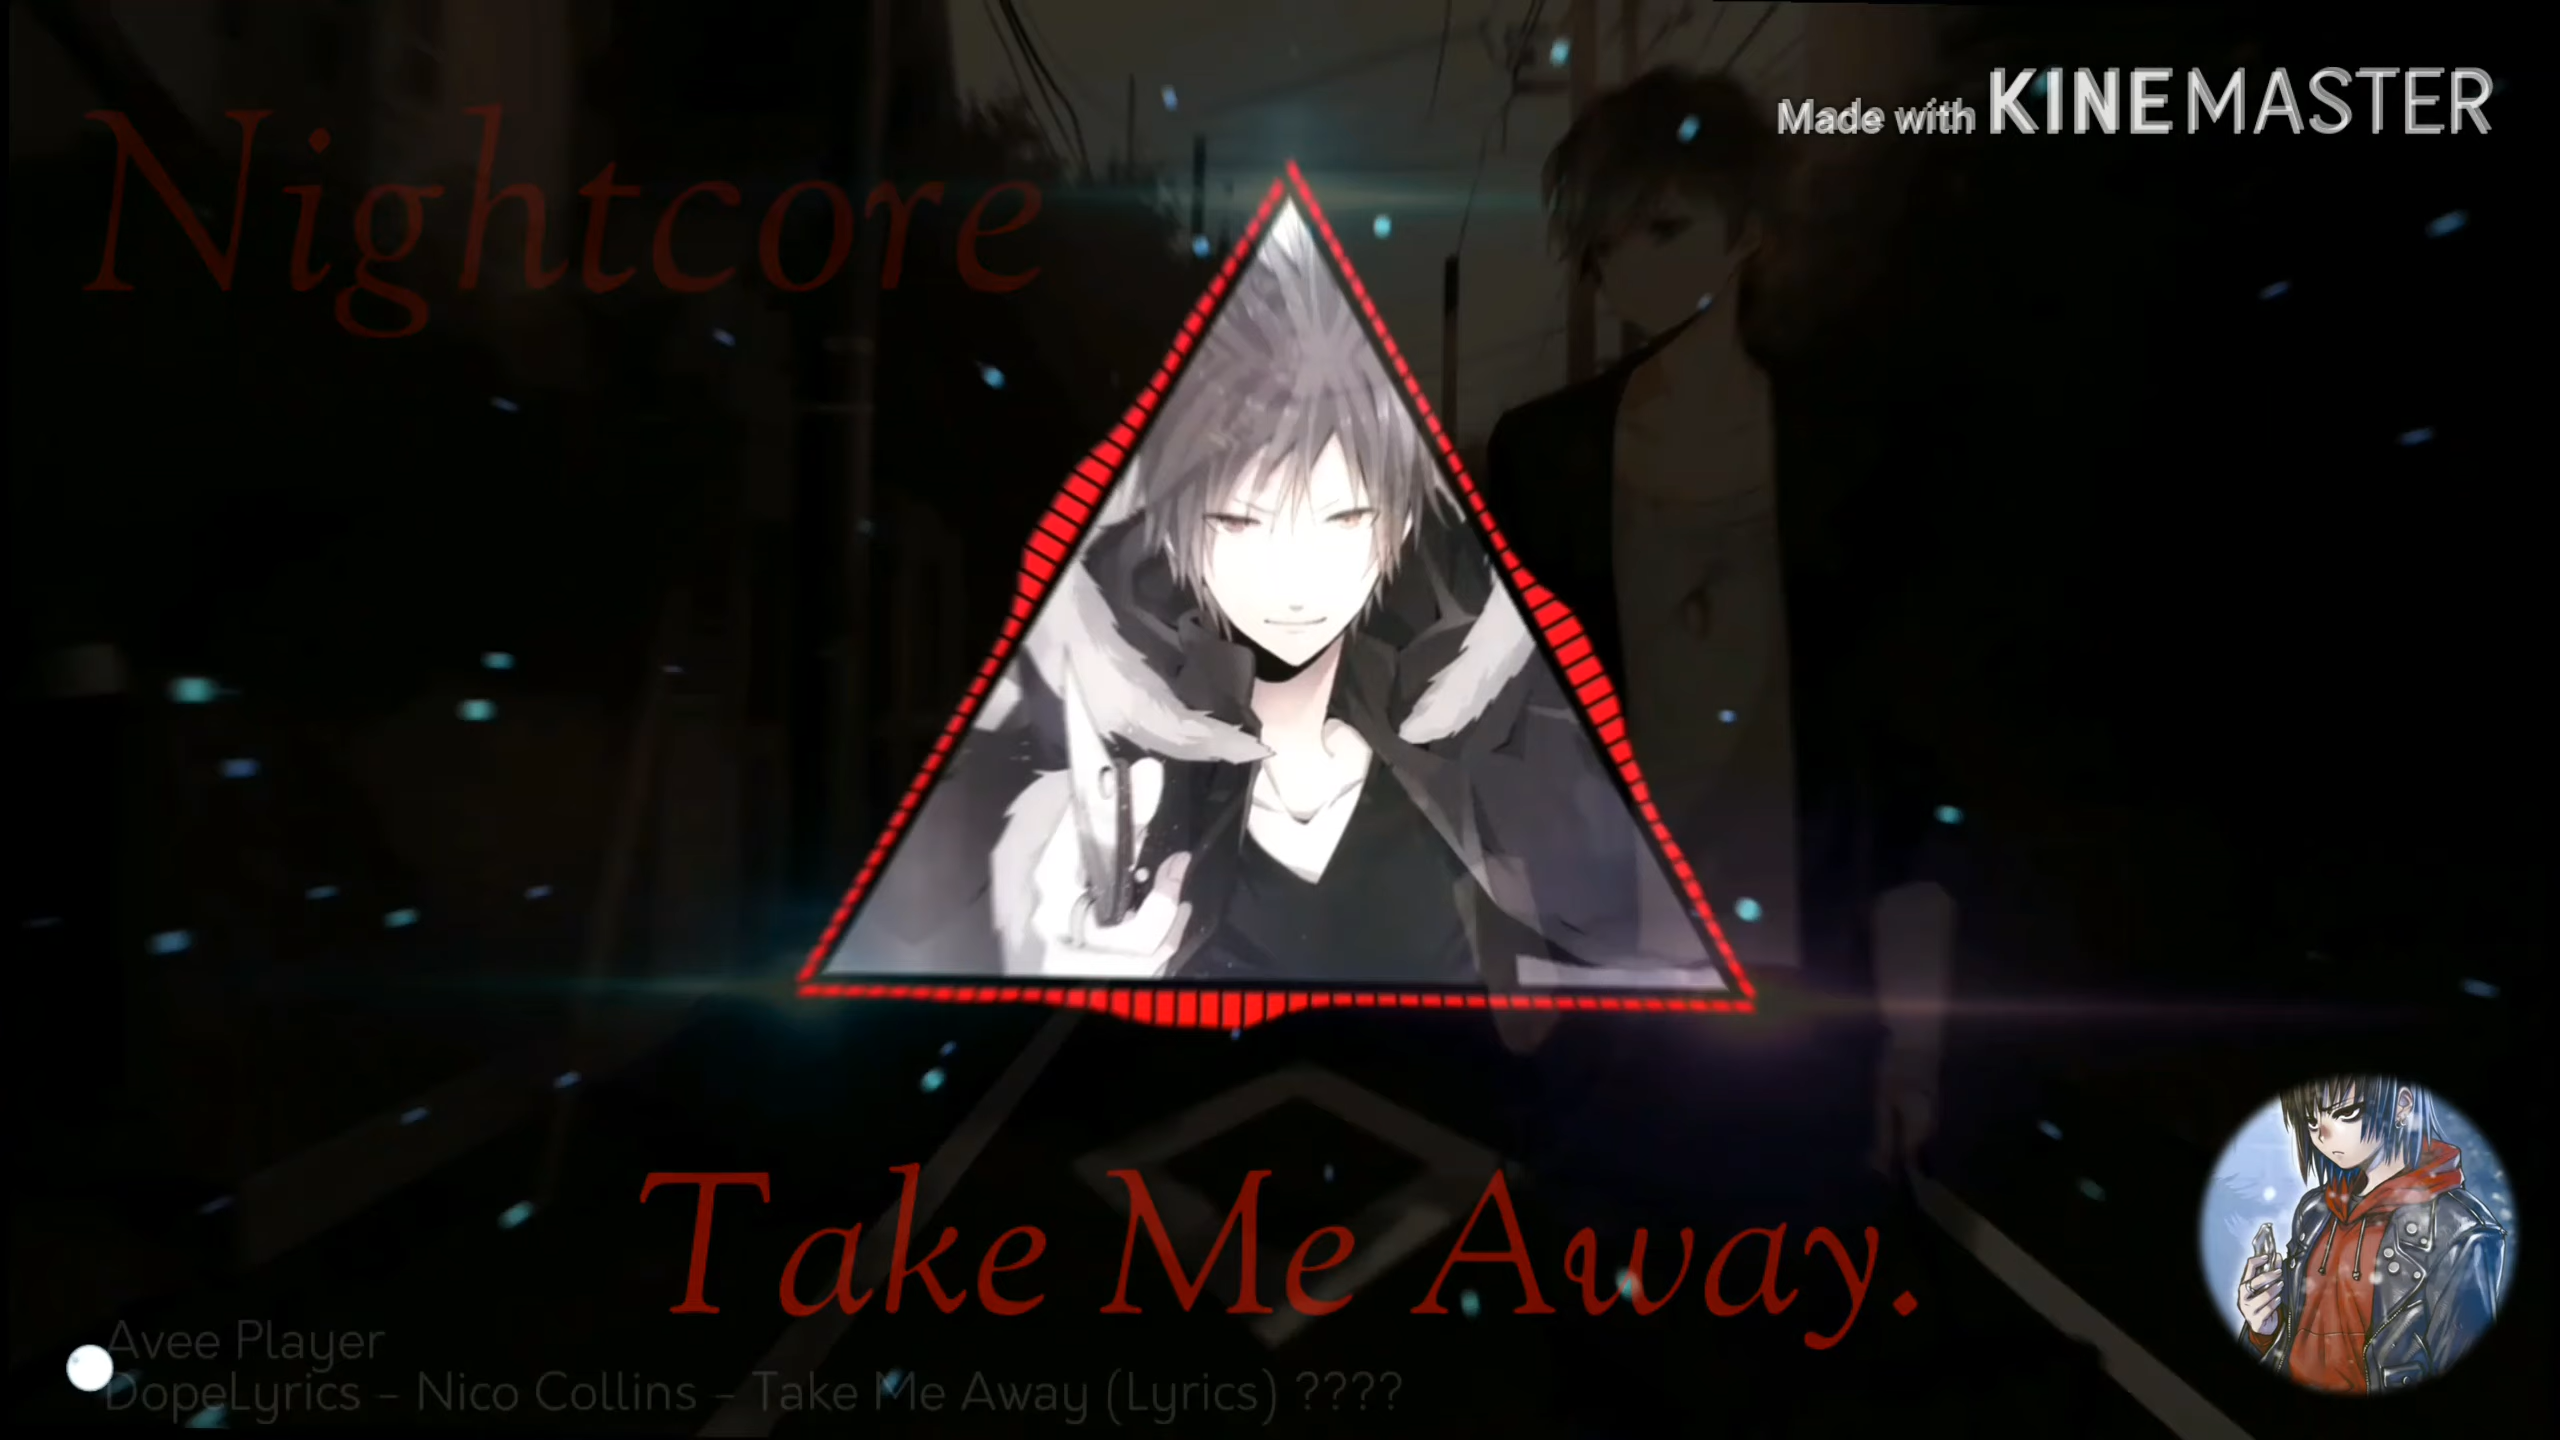 Made with KINEMASTER
Nightcore
Take Me Away.
Avee Player
DopeLyrics - Nico Collins - Take Me Away (Lyrics) ????